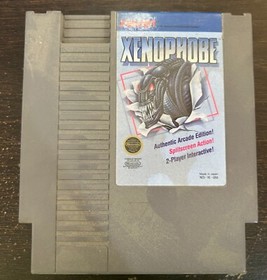 XENOPHOBE
Authentic Arcade Edition!
Splitscreen Action!
2-Player Interactive!